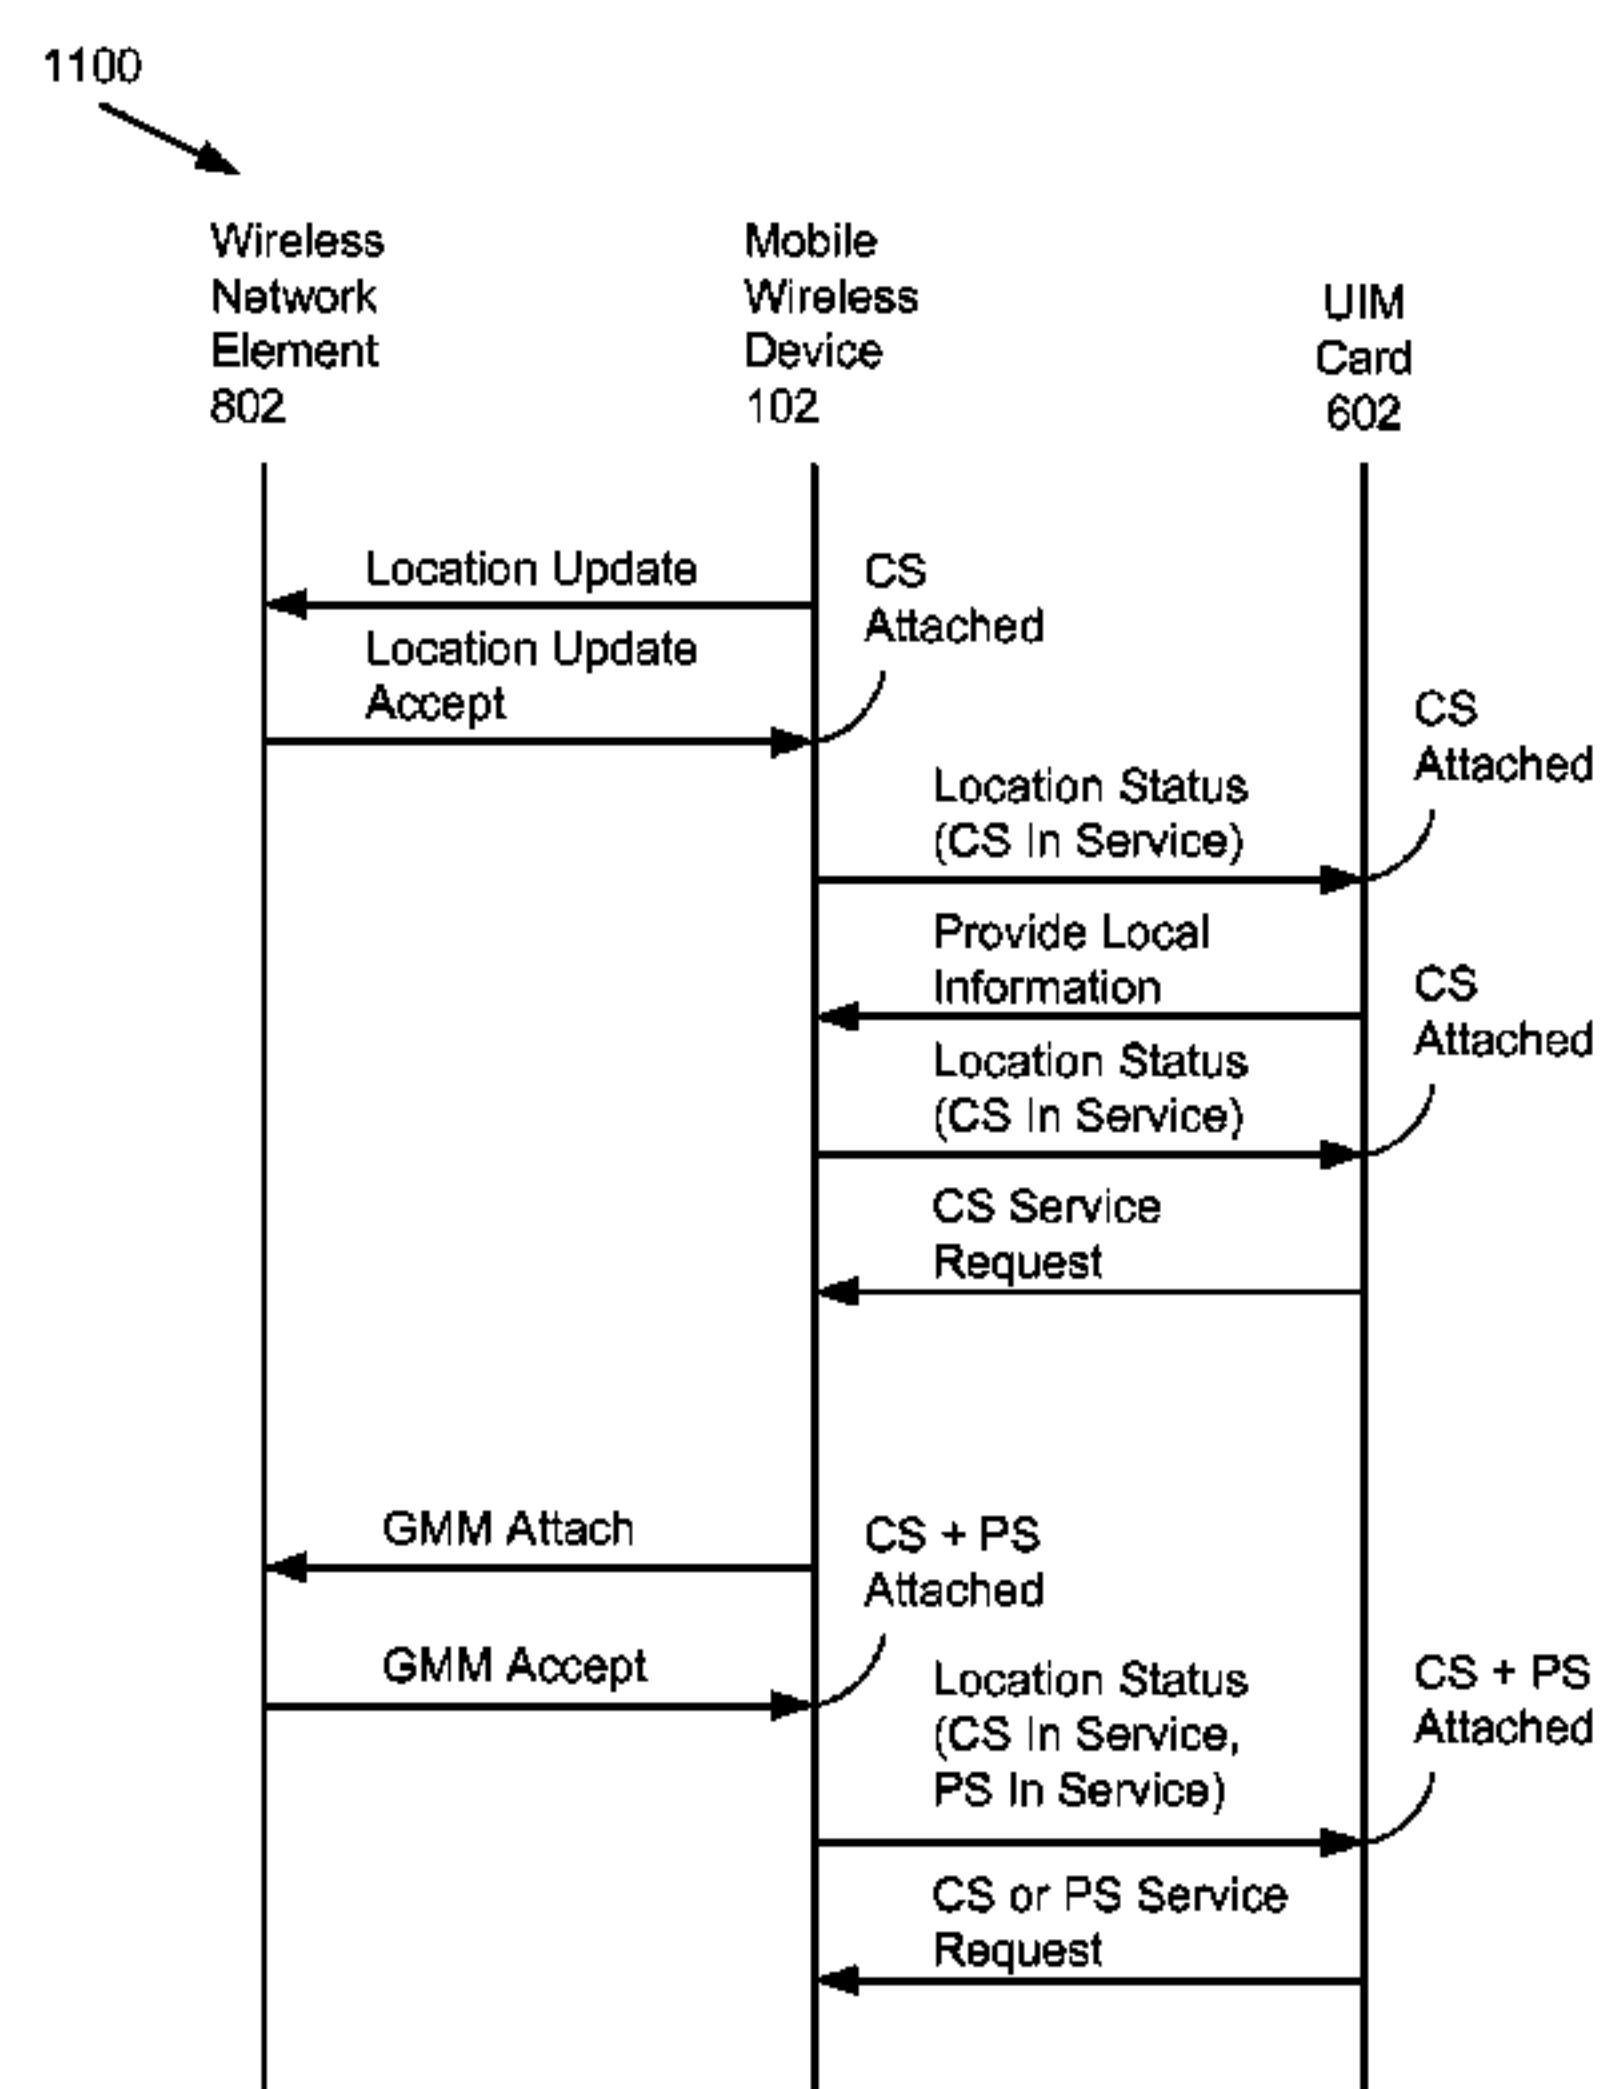 1100
Wireless
Network
Element
802
Mobile
Wireless
Device
102
UIM
Card
602
Location Update
CS
Attached
Location Update
Accept
CS
Attached
Location Status
(CS In Service)
Provide Local
Information
CS
Attached
Location Status
(CS In Service)
CS Service
Request
GMM Attach
CS + PS
Attached
GMM Accept
Location Status
(CS In Service,
PS In Service)
CS + PS
Attached
CS or PS Service
Request